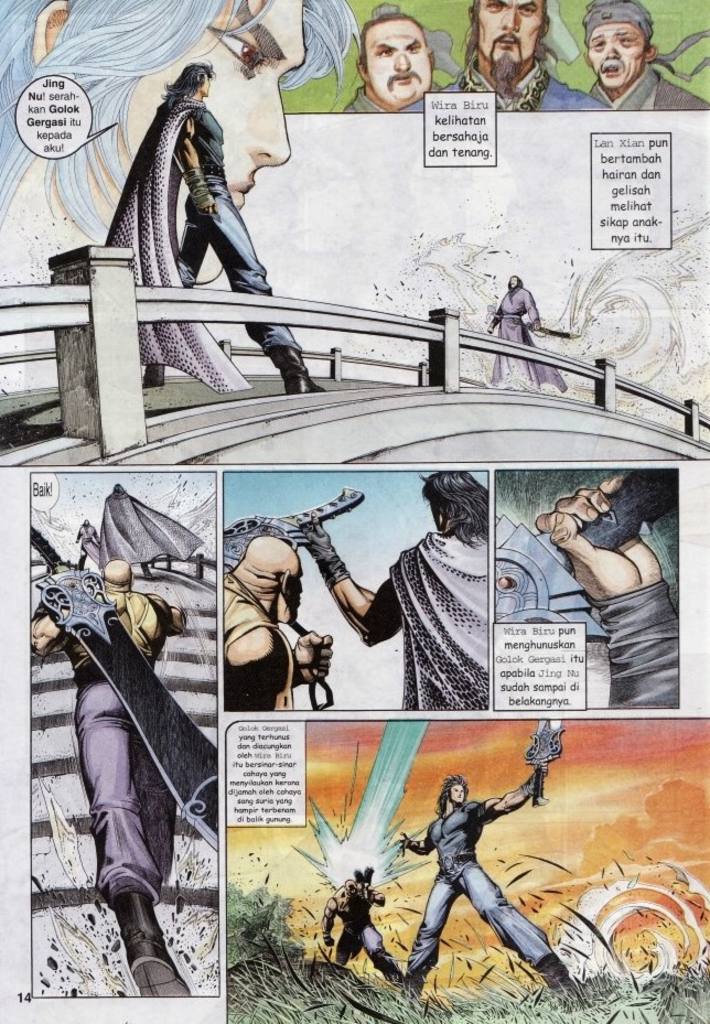 Jing
Nu! serah-
kan Golok
Gergasi itu
kepada
aku!
Wira Biru
kelihatan
bersahaja
dan tenang.
Lan Xian pun
bertambah
hairan dan
gelisah
melihat
sikap anak-
nya itu.
Baik!
Wira Biru pun
menghunuskan
Golok Gergasi itu
apabila Jing Nu
sudah sampai di
belakangnya.
Golok Gergasi
yang terhunus
dan diacungkan
oleh Wira Biru
itu bersinar-sinar
cahaya yang
menyilaukan kerana
dijamah oleh cahaya
sang suria yang
hampir terbenam
di balik gunung.
14